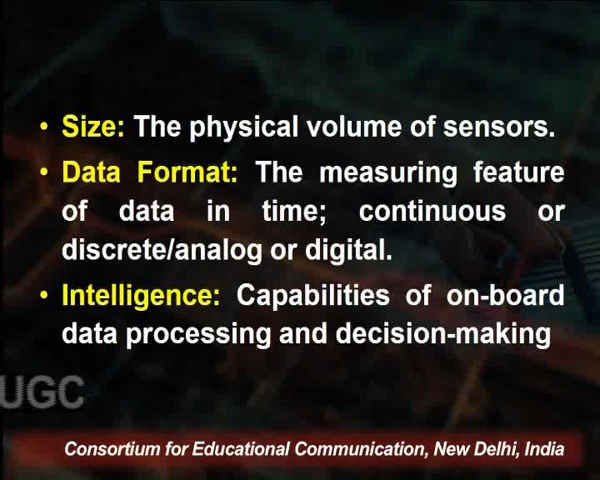 • Size: The physical volume of sensors.
• Data Format: The measuring feature
of data in time; continuous or
discrete/analog or digital.
• Intelligence: Capabilities of on-board
data processing and decision-making
UGC
Consortium for Educational Communication, New Delhi, India